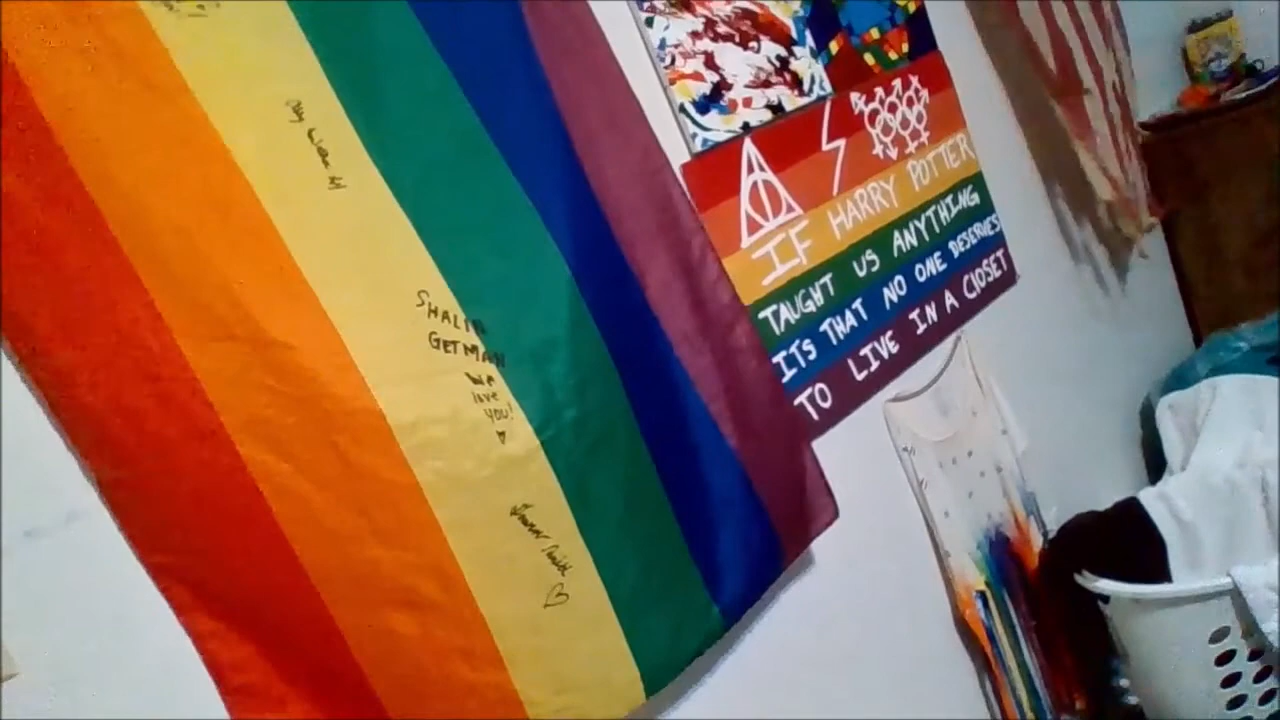 SHALIN
GETMAN
We
love
YOU!
IF HARRY POTTER
TAUGHT US ANYTHING
IT'S THAT NO ONE DESERVES
TO LIVE IN A CLOSET